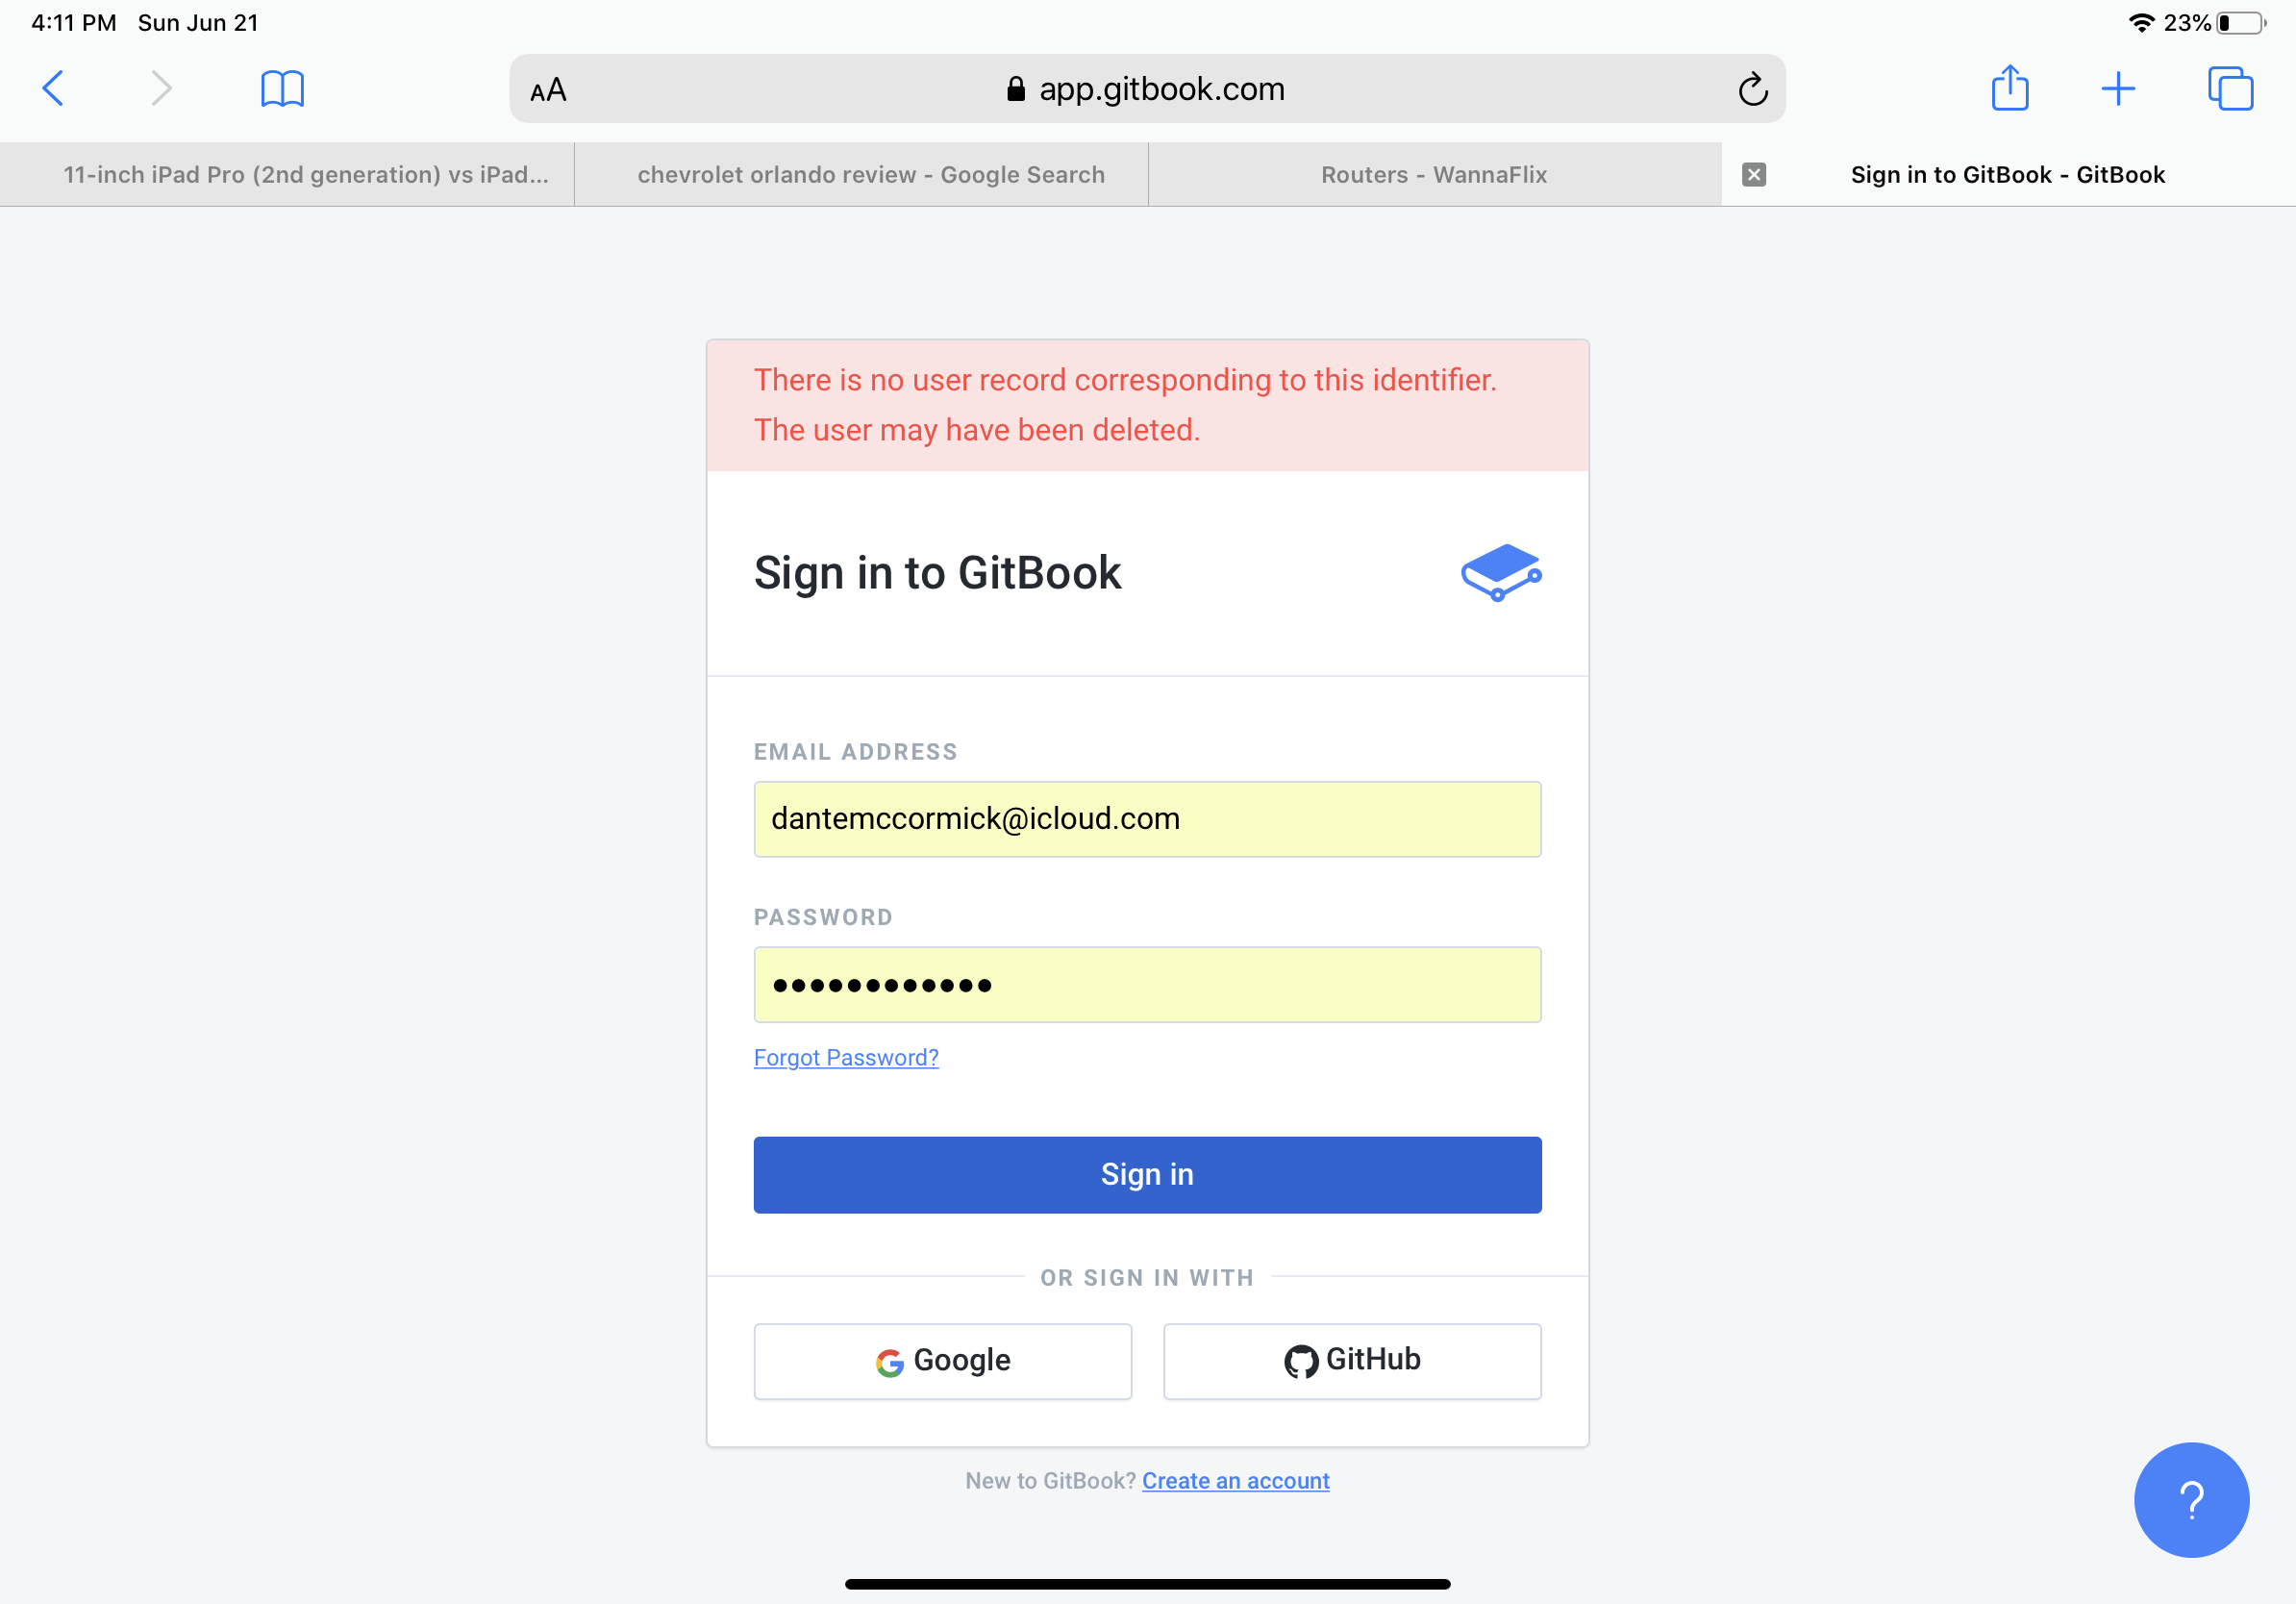 4:11 PM Sun Jun 21
23%
AA
app.gitbook.com
11-inch iPad Pro (2nd generation) vs iPad...
chevrolet orlando review - Google Search
Routers - WannaFlix
Sign in to GitBook - GitBook
There is no user record corresponding to this identifier.
The user may have been deleted.
Sign in to GitBook
EMAIL ADDRESS
dantemccormick@icloud.com
PASSWORD
••••••••••••
Forgot Password?
Sign in
OR SIGN IN WITH
Google
GitHub
New to GitBook? Create an account
?